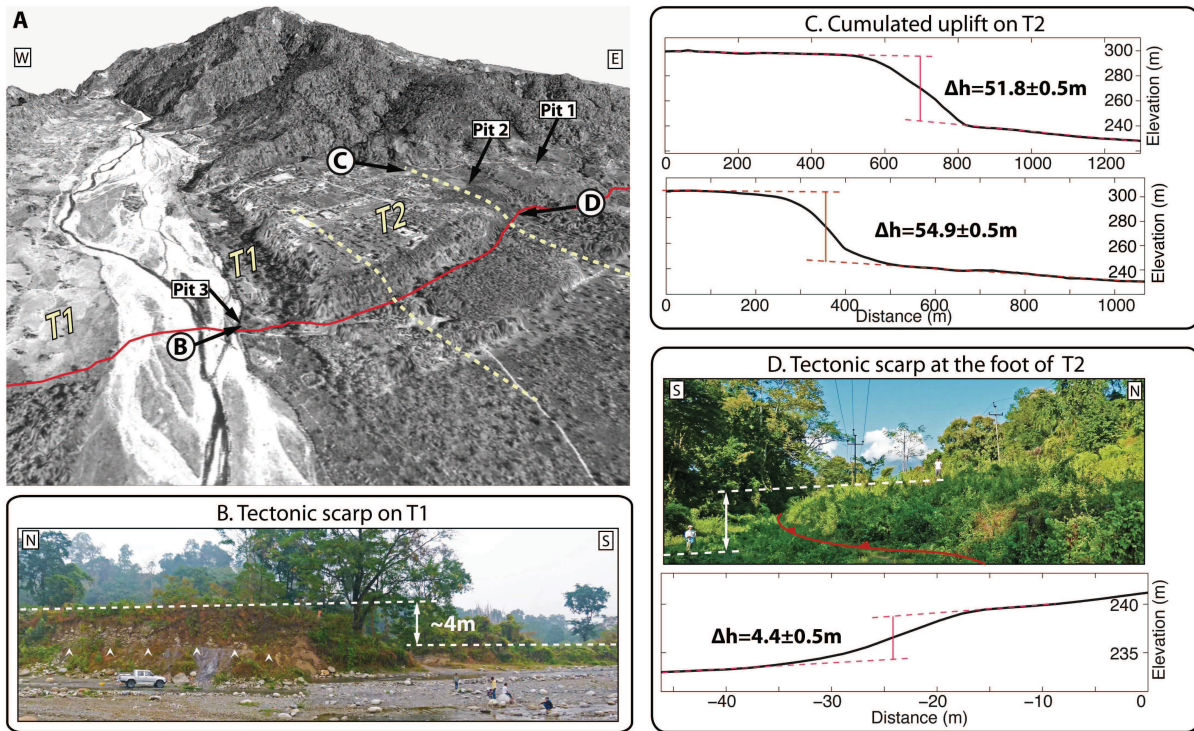 A
W
E
Pit 1
Pit 2
C
D
T2
T1
Pit 3
T1
B
B. Tectonic scarp on T1
N
S
~4m
C. Cumulated uplift on T2
Δh=51.8±0.5m
300
280
260
240
Elevation (m)
0 200 400 600 800 1000 1200
Δh=54.9±0.5m
300
280
260
240
Elevation (m)
0 200 400 600 800 1000
Distance (m)
D. Tectonic scarp at the foot of T2
S
N
Δh=4.4±0.5m
240
235
Elevation (m)
−40 −30 −20 −10 0
Distance (m)